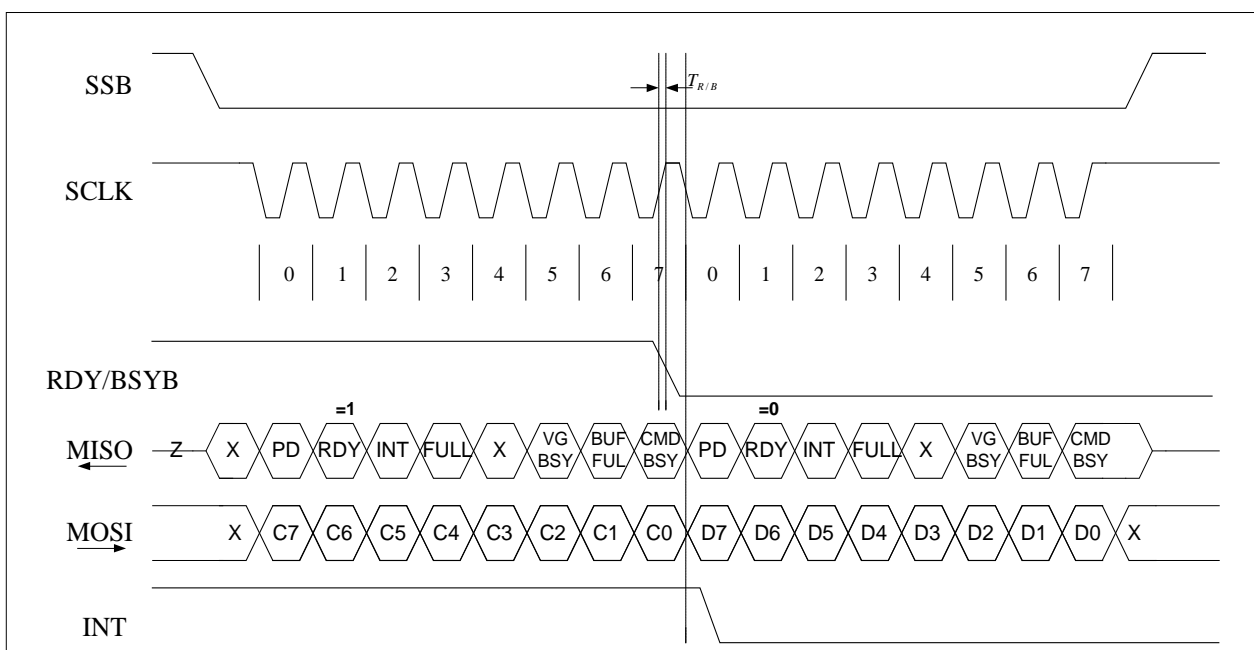 SSB
T R/B
SCLK
0 1 2 3 4 5 6 7 0 1 2 3 4 5 6 7
RDY/BSYB
=1 =0
MISO Z X PD RDY INT FULL X VG BSY BUF FUL CMD BSY PD RDY INT FULL X VG BSY BUF FUL CMD BSY
MOSI X C7 C6 C5 C4 C3 C2 C1 C0 D7 D6 D5 D4 D3 D2 D1 D0 X
INT